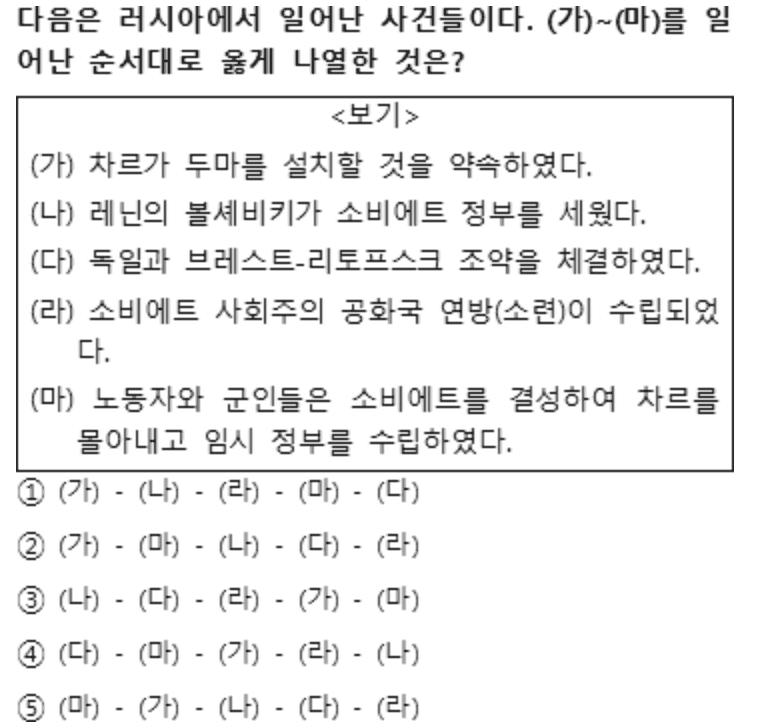 다음은 러시아에서 일어난 사건들이다. (가)~(마)를 일
어난 순서대로 옳게 나열한 것은?
<보기>
(가) 차르가 두마를 설치할 것을 약속하였다.
(나) 레닌의 볼셰비키가 소비에트 정부를 세웠다.
(다) 독일과 브레스트-리토프스크 조약을 체결하였다.
(라) 소비에트 사회주의 공화국 연방(소련)이 수립되었
다.
(마) 노동자와 군인들은 소비에트를 결성하여 차르를
몰아내고 임시 정부를 수립하였다.
① (가) - (나) - (라) - (마) - (다)
② (가) - (마) - (나) - (다) - (라)
③ (나) - (다) - (라) - (가) - (마)
④ (다) - (마) - (가) - (라) - (나)
⑤ (마) - (가) - (나) - (다) - (라)